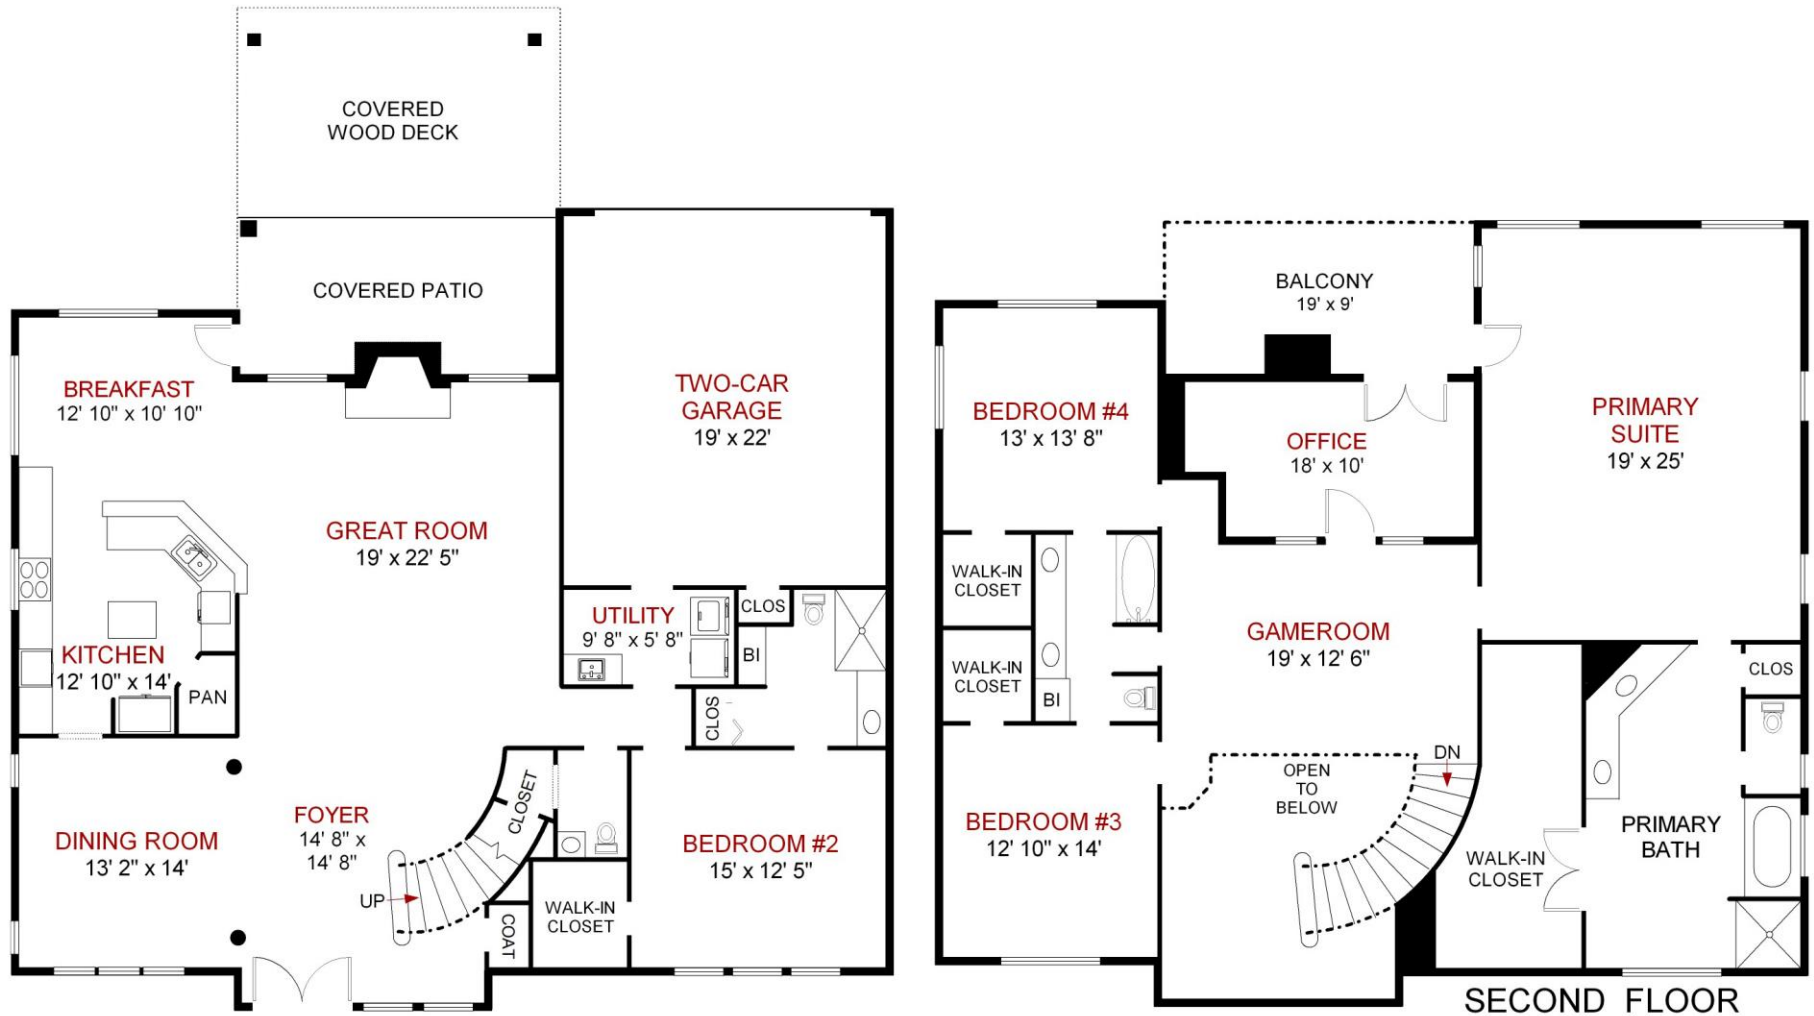 COVERED
WOOD DECK
COVERED PATIO
BREAKFAST
12' 10" x 10' 10"
TWO-CAR
GARAGE
19' x 22'
GREAT ROOM
19' x 22' 5"
UTILITY
9' 8" x 5' 8"
CLOS
BI
KITCHEN
12' 10" x 14'
PAN
CLOS
CLOSET
FOYER
14' 8" x
14' 8"
DINING ROOM
13' 2" x 14'
BEDROOM #2
15' x 12' 5"
UP
WALK-IN
CLOSET
COAT
BALCONY
19' x 9'
BEDROOM #4
13' x 13' 8"
OFFICE
18' x 10'
PRIMARY
SUITE
19' x 25'
WALK-IN
CLOSET
GAMEROOM
19' x 12' 6"
WALK-IN
CLOSET
BI
CLOS
DN
OPEN
TO
BELOW
BEDROOM #3
12' 10" x 14'
PRIMARY
BATH
WALK-IN
CLOSET
SECOND FLOOR